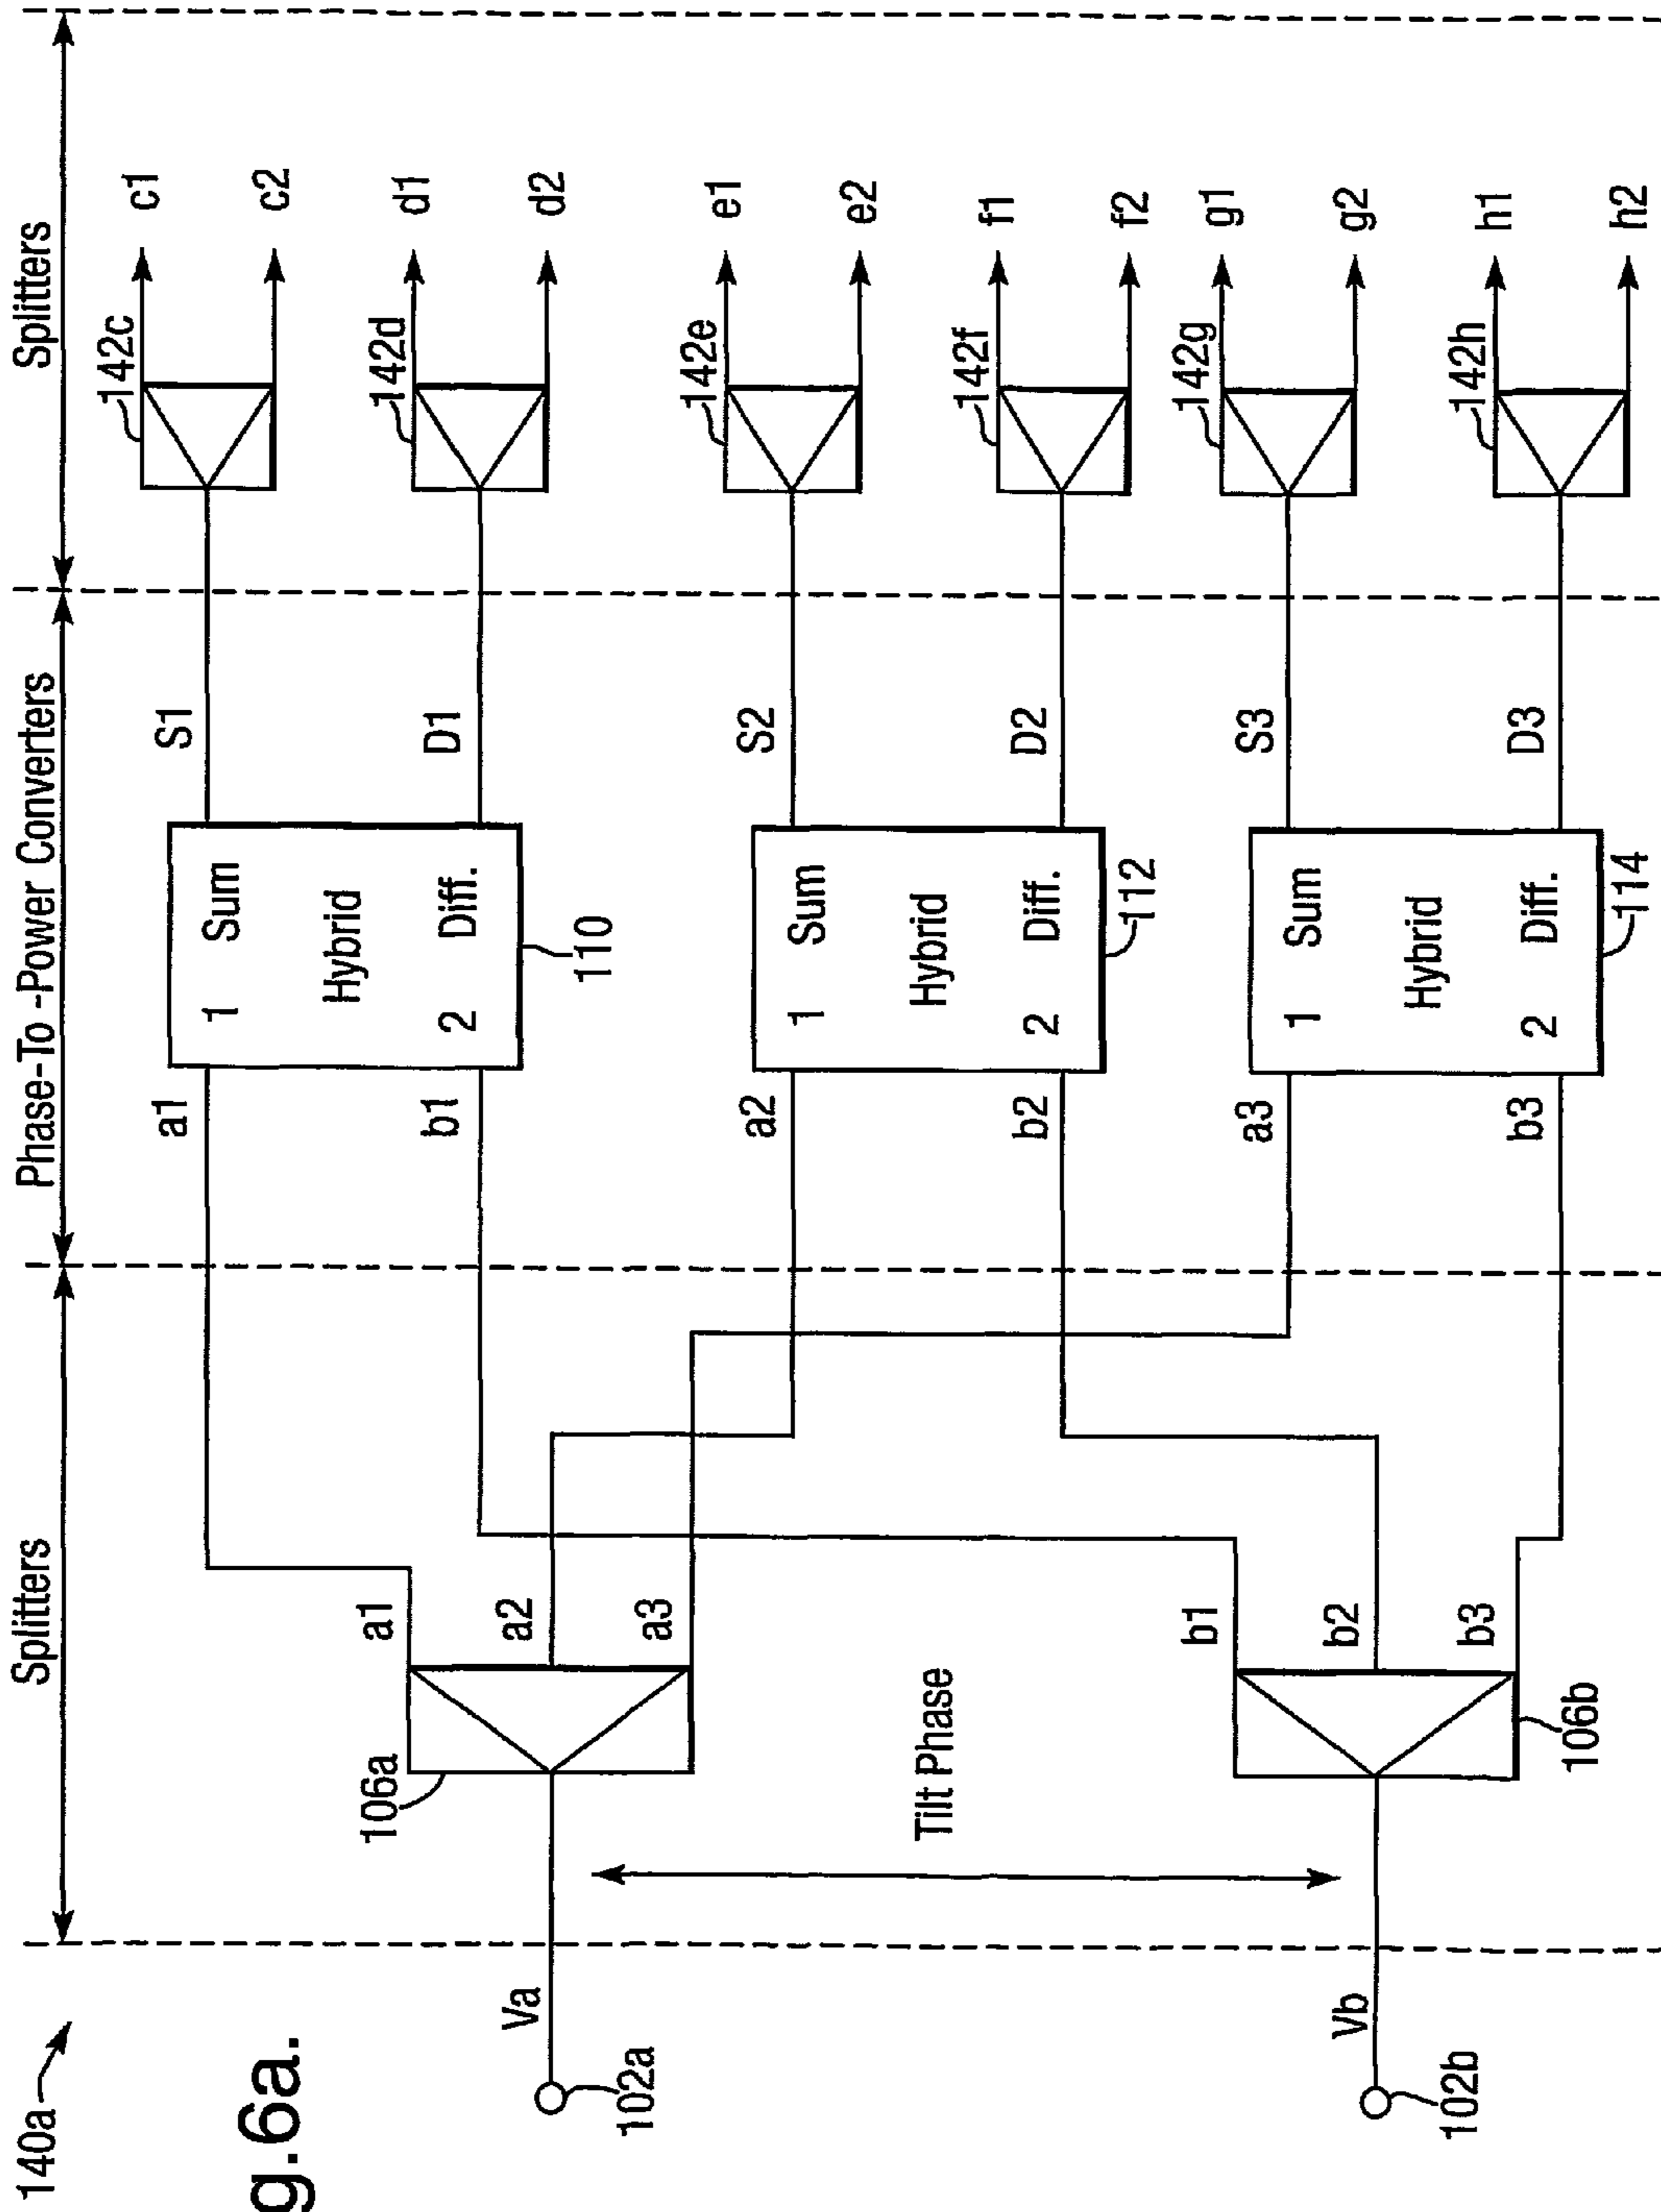 140a
g.6a.
Splitters
Phase-To -Power Converters
Splitters
102a
Va
106a
a1
a2
a3
Tilt Phase
102b
Vb
106b
b1
b2
b3
a1
b1
1 Sum
Hybrid
2 Diff.
110
S1
D1
a2
b2
1 Sum
Hybrid
2 Diff.
112
S2
D2
a3
b3
1 Sum
Hybrid
2 Diff.
114
S3
D3
142c
c1
c2
142d
d1
d2
142e
e1
e2
142f
f1
f2
142g
g1
g2
142h
h1
h2